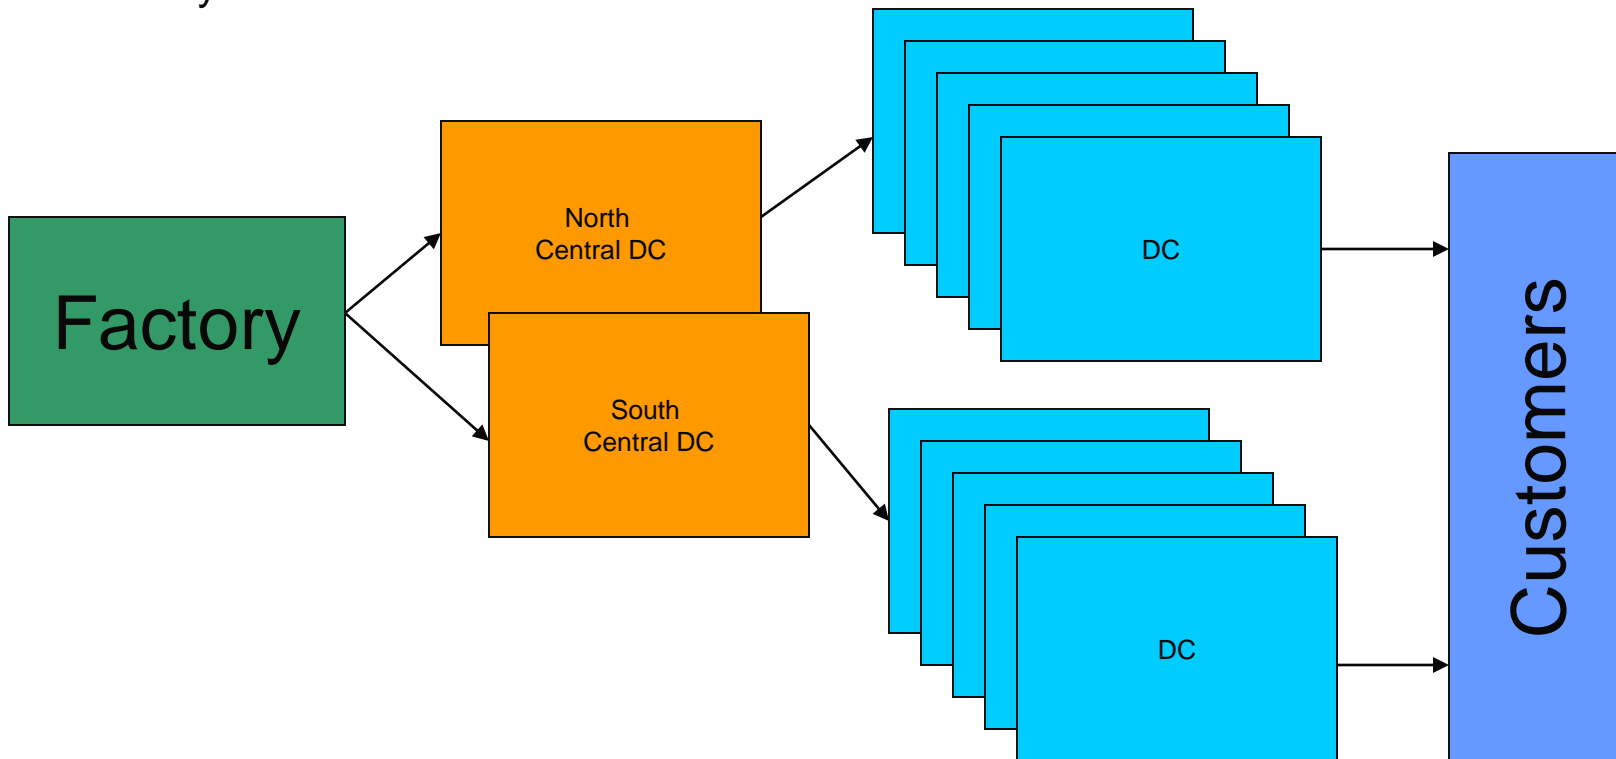 Factory
North
Central DC
South
Central DC
DC
DC
Customers